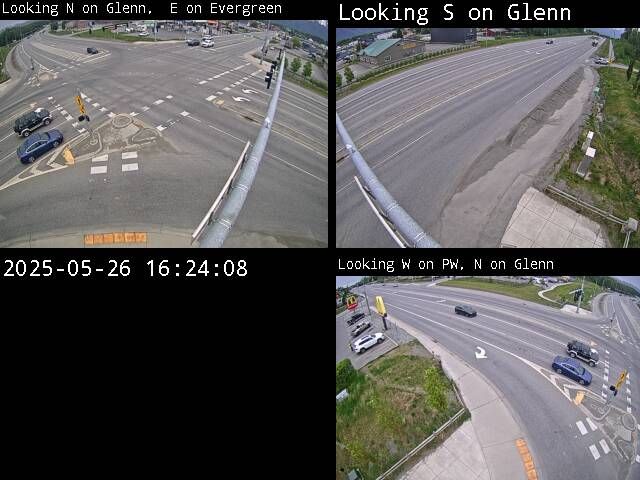 Looking N on Glenn, E on Evergreen
Looking S on Glenn
2025-05-26 16:24:08
Looking W on PW, N on Glenn